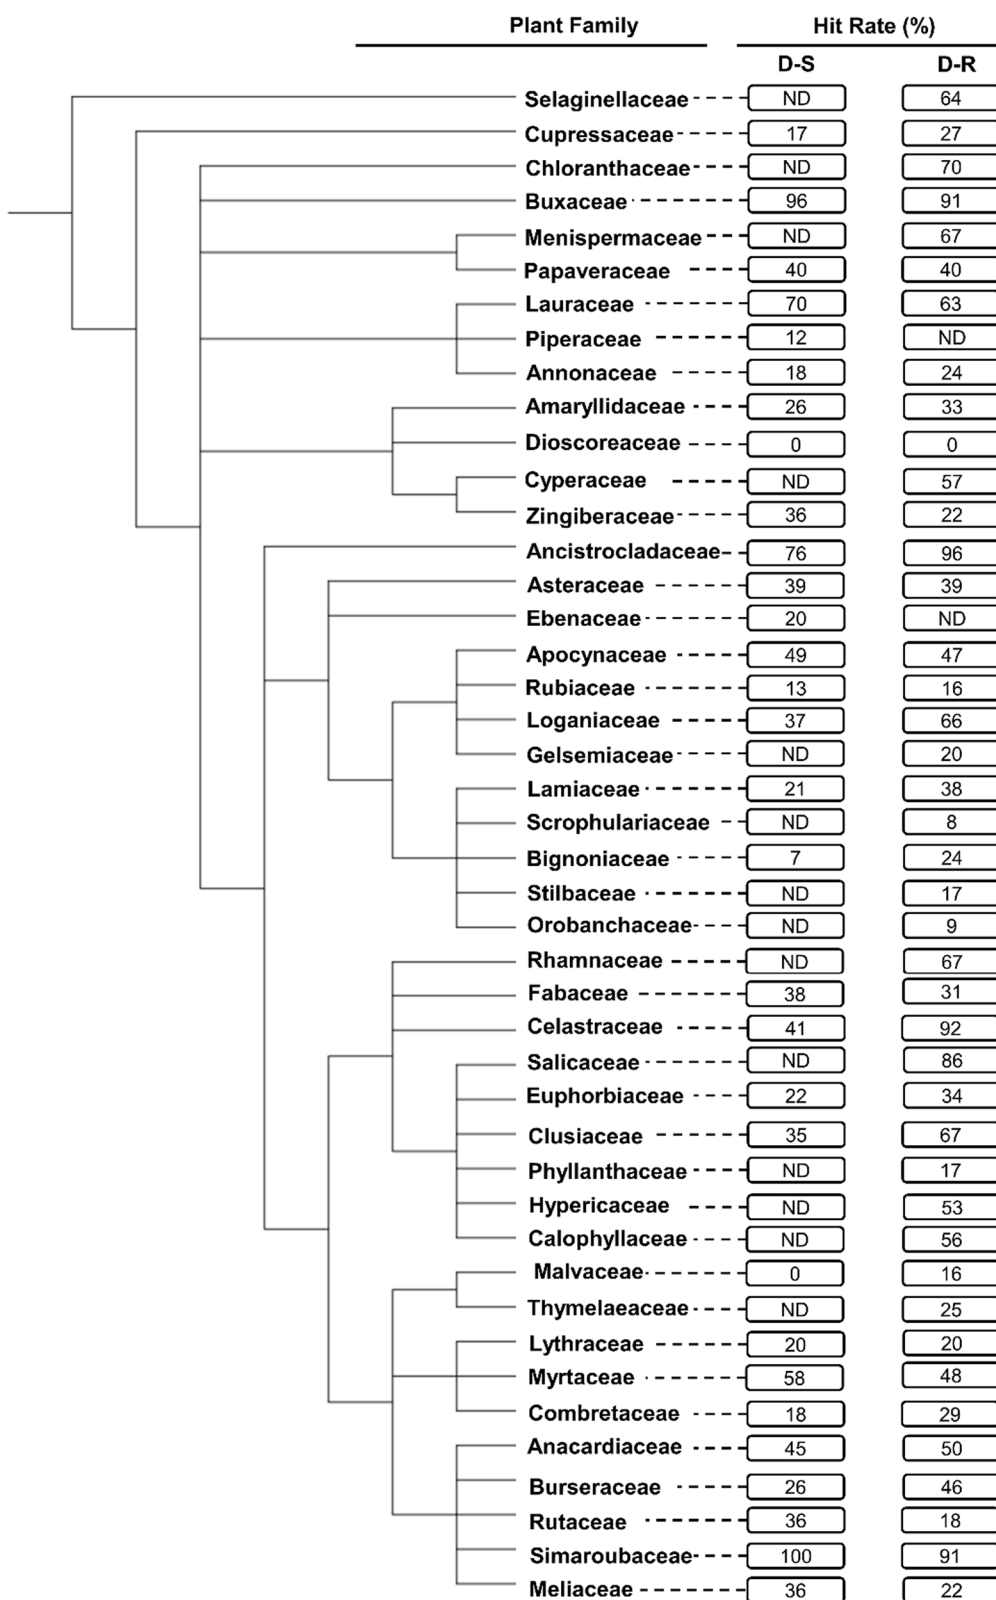 Plant Family Hit Rate (%)
D-S D-R
Selaginellaceae ND 64
Cupressaceae 17 27
Chloranthaceae ND 70
Buxaceae 96 91
Menispermaceae ND 67
Papaveraceae 40 40
Lauraceae 70 63
Piperaceae 12 ND
Annonaceae 18 24
Amaryllidaceae 26 33
Dioscoreaceae 0 0
Cyperaceae ND 57
Zingiberaceae 36 22
Ancistrocladaceae 76 96
Asteraceae 39 39
Ebenaceae 20 ND
Apocynaceae 49 47
Rubiaceae 13 16
Loganiaceae 37 66
Gelsemiaceae ND 20
Lamiaceae 21 38
Scrophulariaceae ND 8
Bignoniaceae 7 24
Stilbaceae ND 17
Orobanchaceae ND 9
Rhamnaceae ND 67
Fabaceae 38 31
Celastraceae 41 92
Salicaceae ND 86
Euphorbiaceae 22 34
Clusiaceae 35 67
Phyllanthaceae ND 17
Hypericaceae ND 53
Calophyllaceae ND 56
Malvaceae 0 16
Thymelaeaceae ND 25
Lythraceae 20 20
Myrtaceae 58 48
Combretaceae 18 29
Anacardiaceae 45 50
Burseraceae 26 46
Rutaceae 36 18
Simaroubaceae 100 91
Meliaceae 36 22